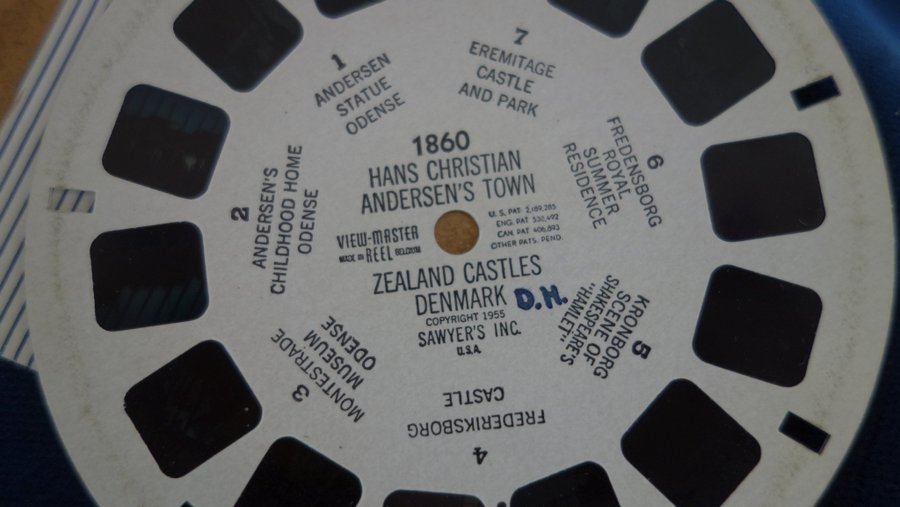 1860
HANS CHRISTIAN
ANDERSEN'S TOWN
VIEW-MASTER
MADE IN REEL BELGIUM
U.S. PAT 2,189,285
ENG. PAT 530,492
CAN. PAT 406,893
OTHER PATS. PEND.
ZEALAND CASTLES
DENMARK D.H.
COPYRIGHT 1955
SAWYER'S INC.
U.S.A.
1
ANDERSEN
STATUE
ODENSE
2
ANDERSEN'S
CHILDHOOD HOME
ODENSE
3
MONTESTRADE
MUSEUM
ODENSE
4
FREDERIKSBORG
CASTLE
5
KRONBORG
SCENE OF
SHAKESPEARE'S
"HAMLET"
6
FREDENSBORG
ROYAL
SUMMER
RESIDENCE
7
EREMITAGE
CASTLE
AND PARK